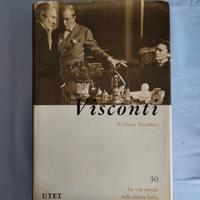 Visconti
di Gianni Rondolino
30
La vita sociale
della nuova Italia
UTET